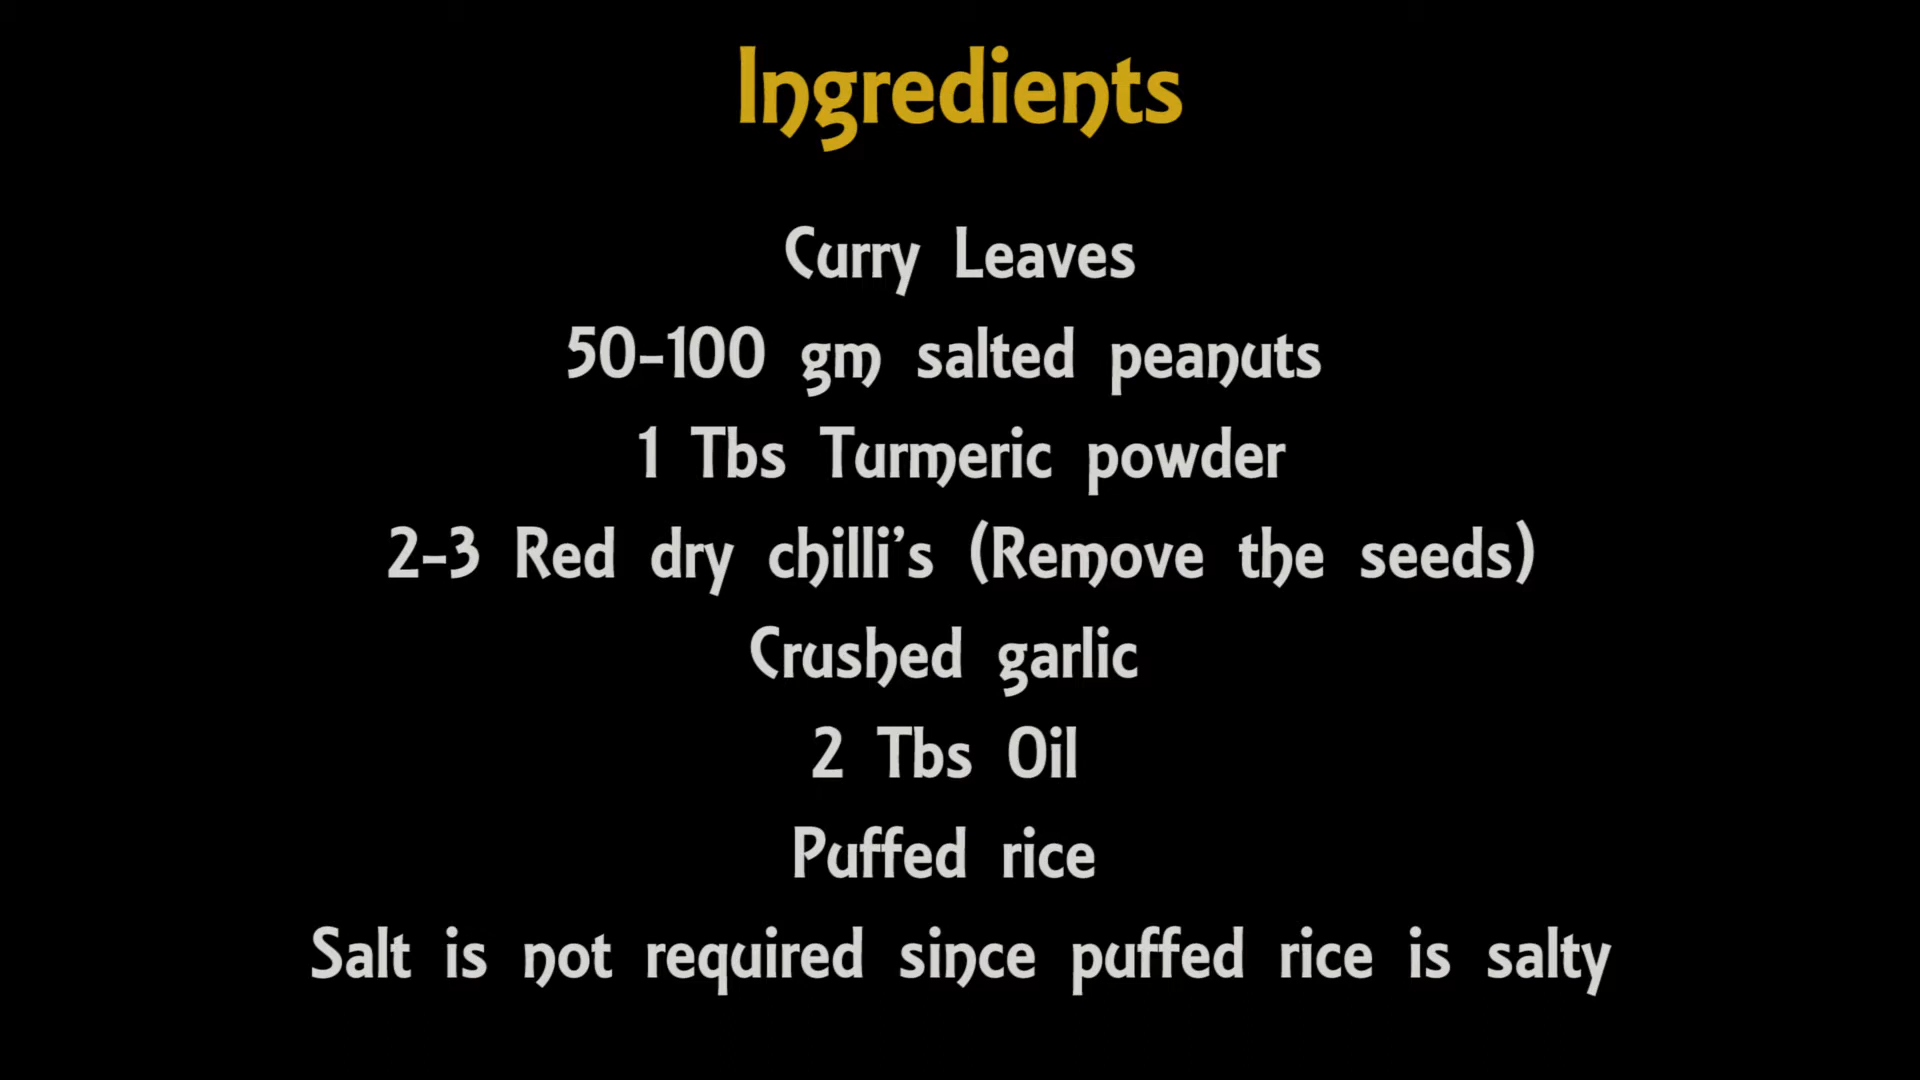 Ingredients
Curry Leaves
50-100 gm salted peanuts
1 Tbs Turmeric powder
2-3 Red dry chilli's (Remove the seeds)
Crushed garlic
2 Tbs Oil
Puffed rice
Salt is not required since puffed rice is salty